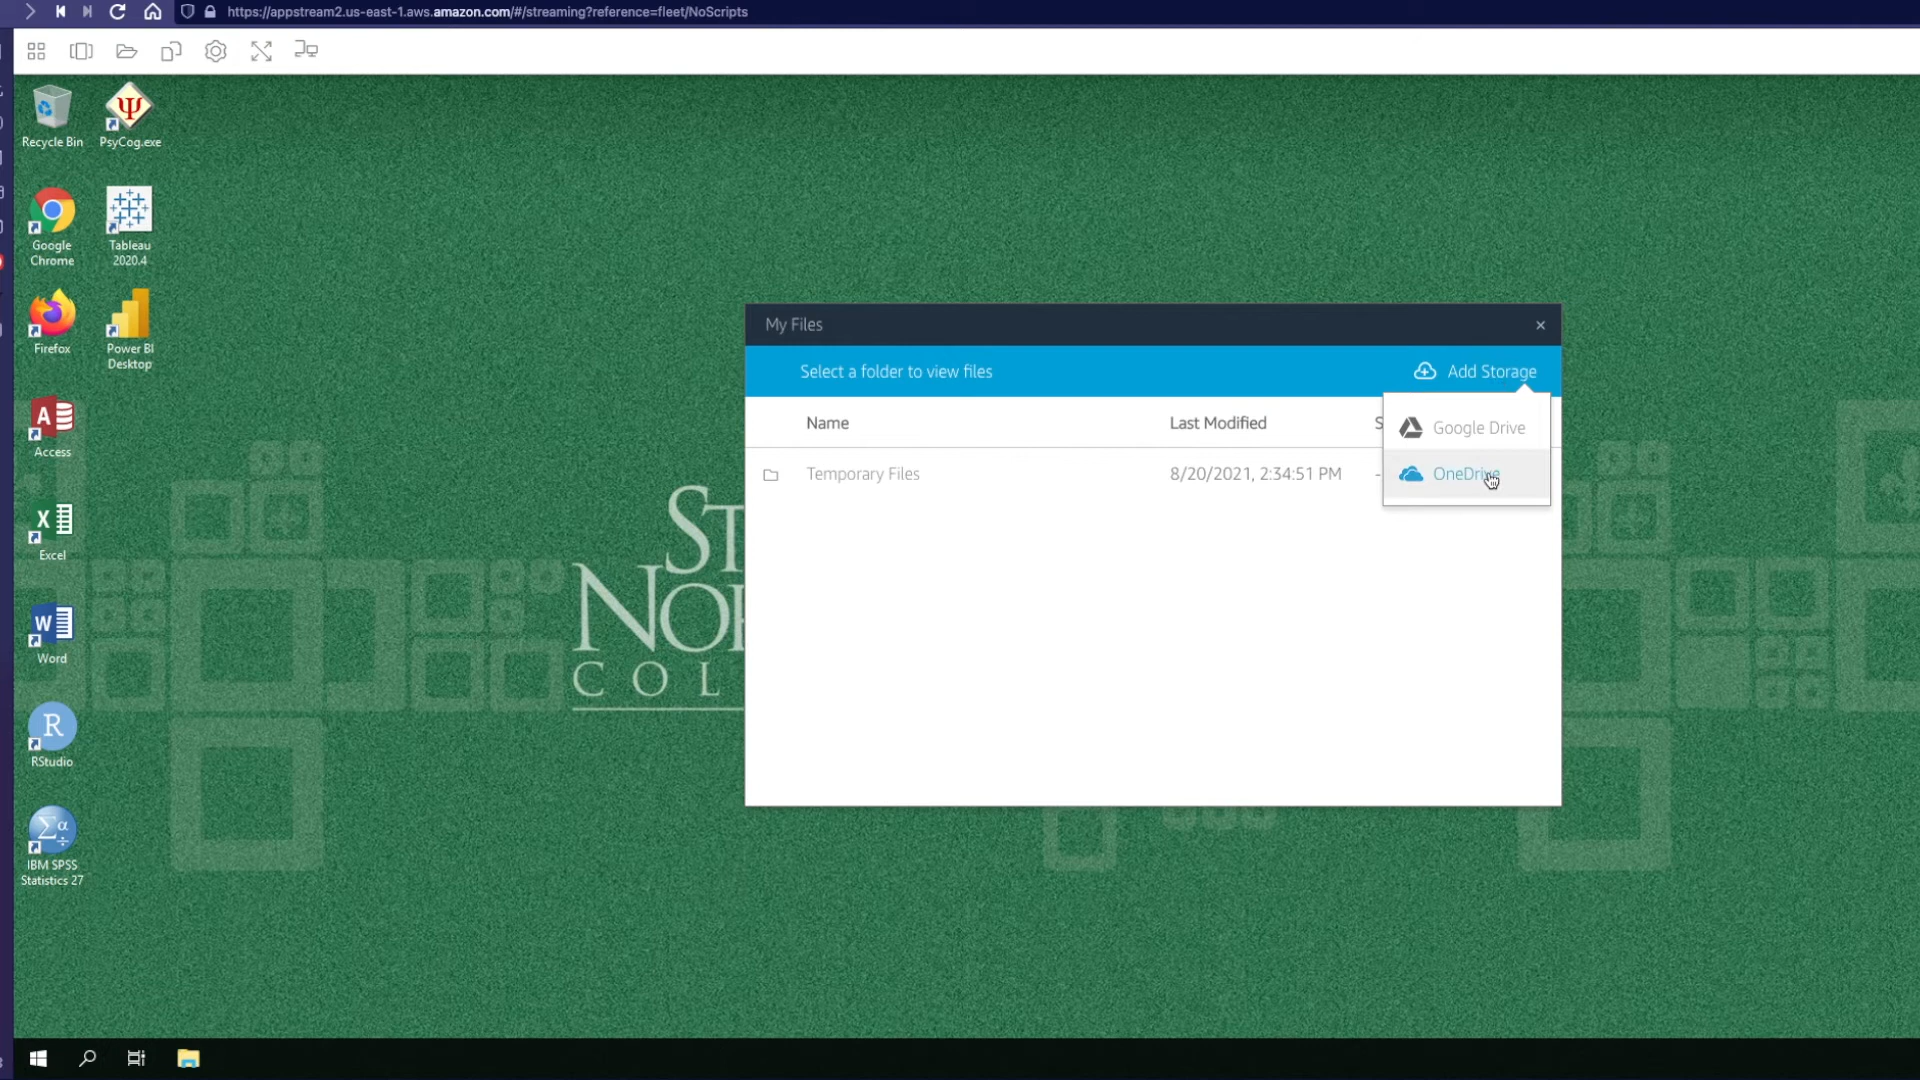 https://appstream2.us-east-1.aws.amazon.com/#/streaming?reference=fleet/NoScripts
Recycle Bin
PsyCog.exe
Google
Chrome
Tableau
2020.4
Firefox
Power BI
Desktop
Access
Excel
Word
RStudio
IBM SPSS
Statistics 27
My Files
Select a folder to view files
Add Storage
Name
Last Modified
S
Google Drive
Temporary Files
8/20/2021, 2:34:51 PM
-
OneDrive
ST
NOR
COL